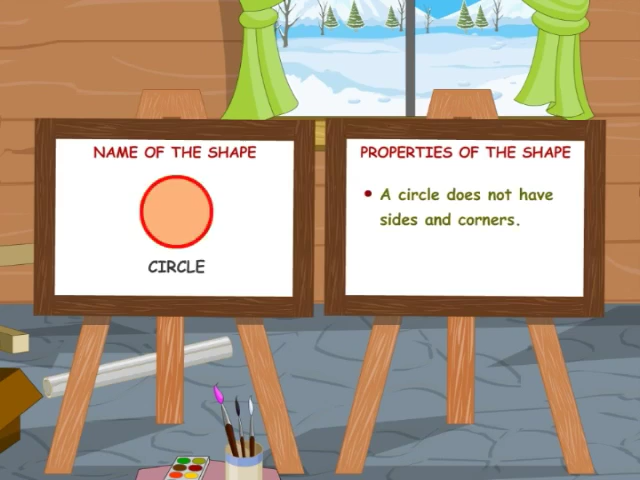 NAME OF THE SHAPE
CIRCLE
PROPERTIES OF THE SHAPE
• A circle does not have
sides and corners.